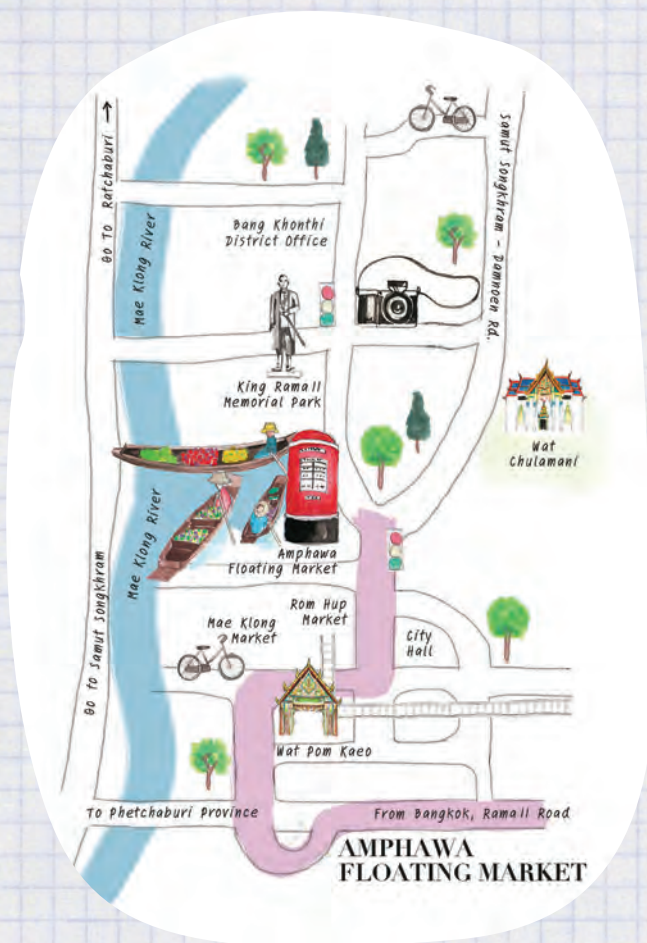 Go To Ratchaburi
Mae Klong River
Bang Khonthi
District Office
Samut Songkhram - Damnoen Rd.
King Rama II
Memorial Park
Wat
Chulamani
Mae Klong River
Amphawa
Floating Market
Go to Samut Songkhram
Rom Hup
Market
Mae Klong
Market
City
Hall
Wat Pom Kaeo
To Phetchaburi Province
From Bangkok, Rama II Road
AMPHAWA
FLOATING MARKET